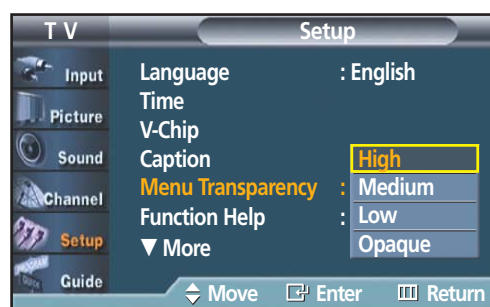 T V
Setup
Input
Picture
Sound
Channel
Setup
Guide
Language : English
Time
V-Chip
Caption
Menu Transparency :
Function Help :
▼ More
High
Medium
Low
Opaque
Move Enter Return